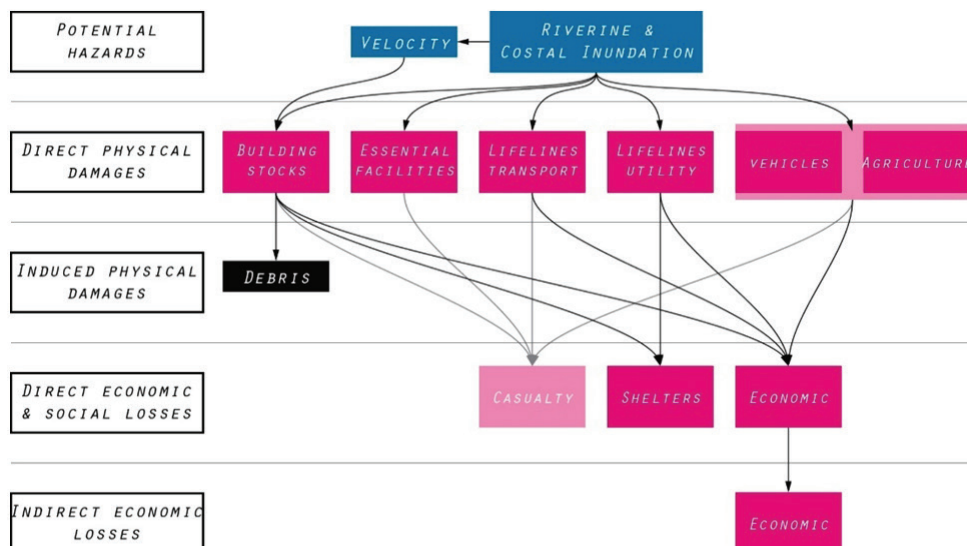 Potential
hazards
Velocity
Riverine &
Costal Inundation
Direct physical
damages
Building
stocks
Essential
facilities
Lifelines
transport
Lifelines
utility
vehicles
Agriculture
Induced physical
damages
Debris
Direct economic
& social losses
Casualty
Shelters
Economic
Indirect economic
losses
Economic